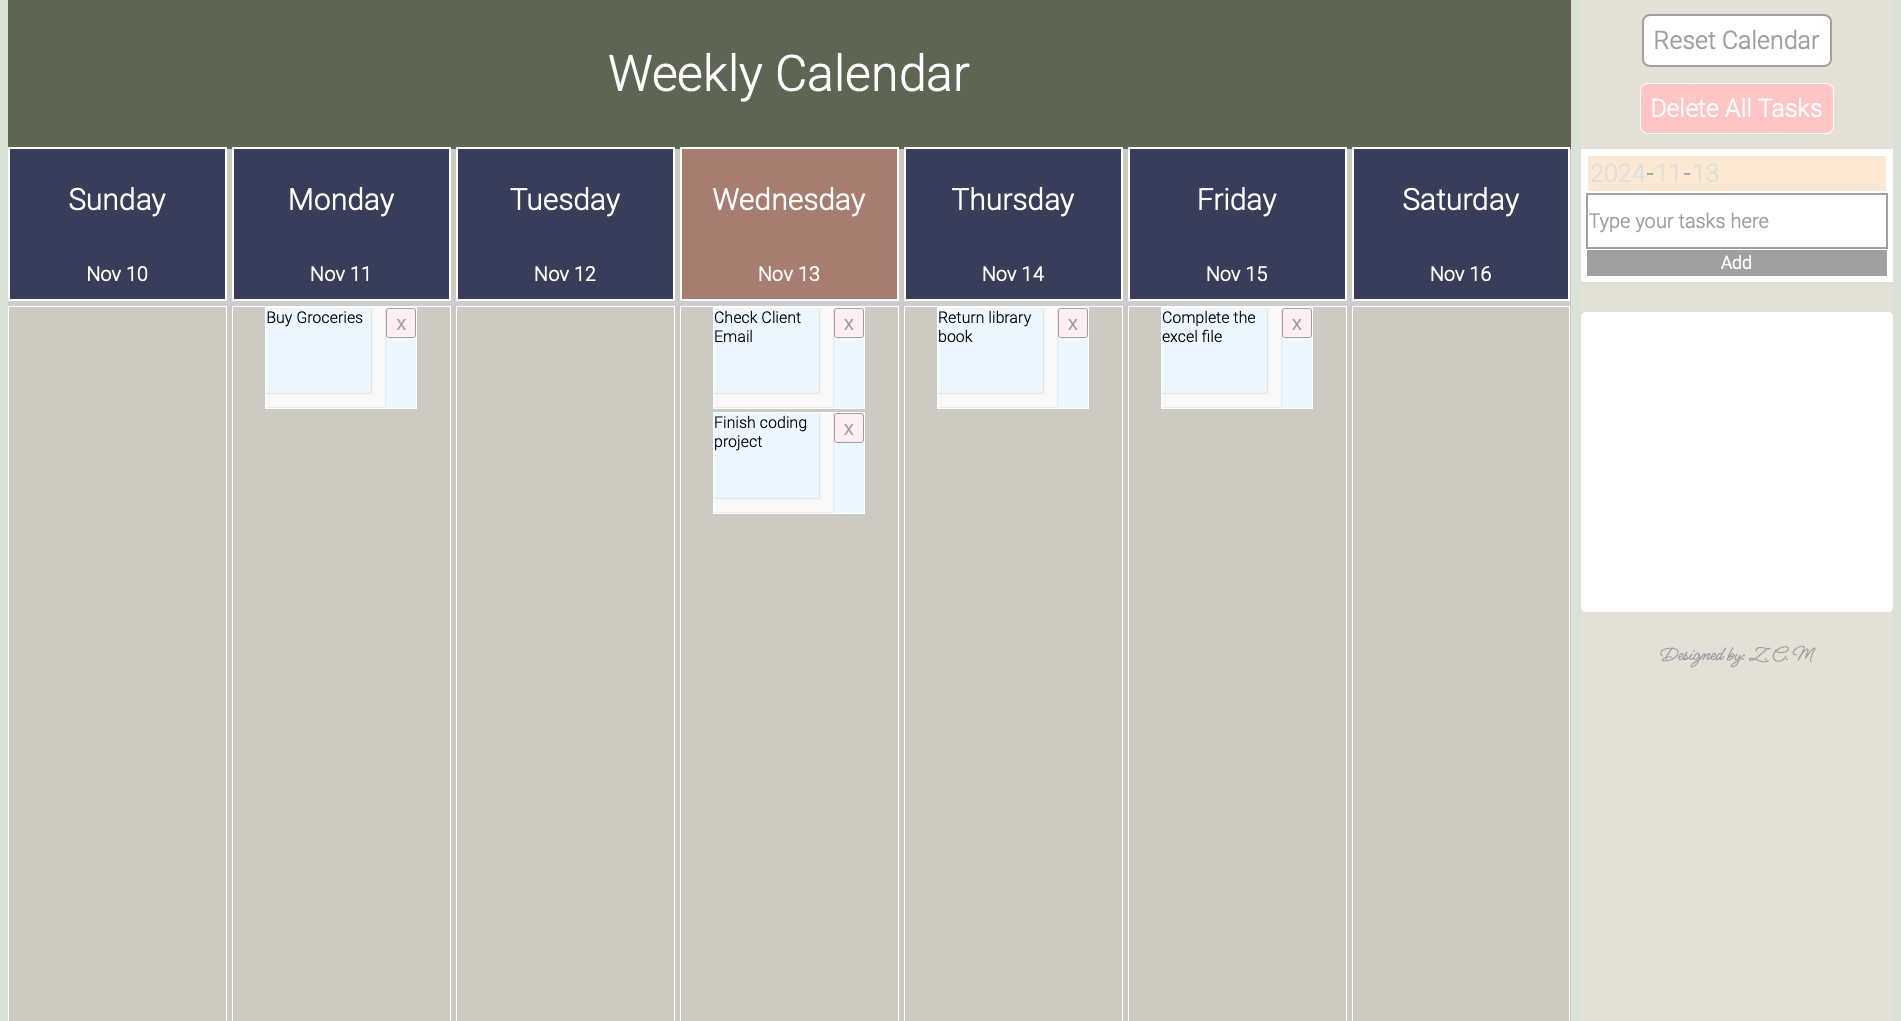 Weekly Calendar
Reset Calendar
Delete All Tasks
Sunday
Nov 10
Monday
Nov 11
Tuesday
Nov 12
Wednesday
Nov 13
Thursday
Nov 14
Friday
Nov 15
Saturday
Nov 16
Buy Groceries
x
Check Client
Email
x
Finish coding
project
x
Return library
book
x
Complete the
excel file
x
2024-11-13
Type your tasks here
Add
Designed by: Z. C. M